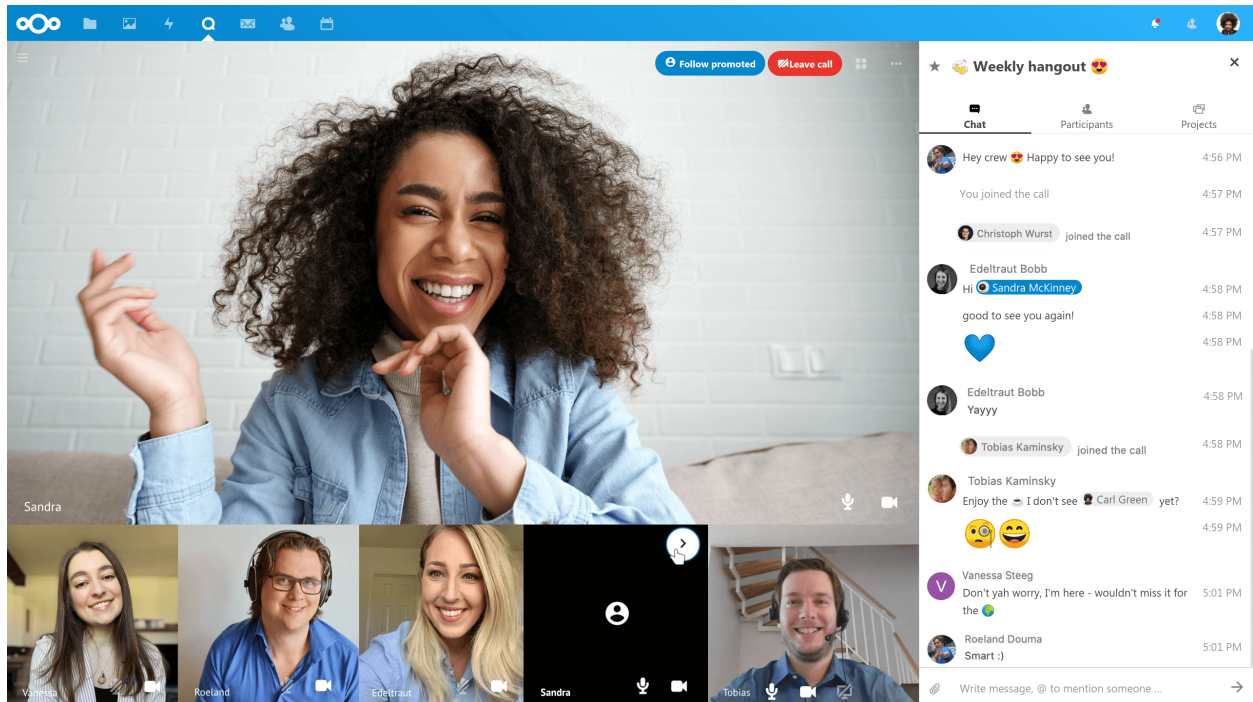 Follow promoted
Leave call
Weekly hangout
Chat
Participants
Projects
Hey crew 😍 Happy to see you!
4:56 PM
You joined the call
4:57 PM
Christoph Wurst joined the call
4:57 PM
Edeltraut Bobb
Hi Sandra McKinney
4:58 PM
good to see you again!
4:58 PM
4:58 PM
Edeltraut Bobb
Yayyy
4:58 PM
Tobias Kaminsky joined the call
4:58 PM
Tobias Kaminsky
Enjoy the ☕ I don't see Carl Green yet?
4:59 PM
4:59 PM
V
Vanessa Steeg
Don't yah worry, I'm here - wouldn't miss it for
the 🌍
5:01 PM
Roeland Douma
Smart :)
5:01 PM
Write message, @ to mention someone ...
Sandra
Vanessa
Roeland
Edeltraut
Sandra
Tobias